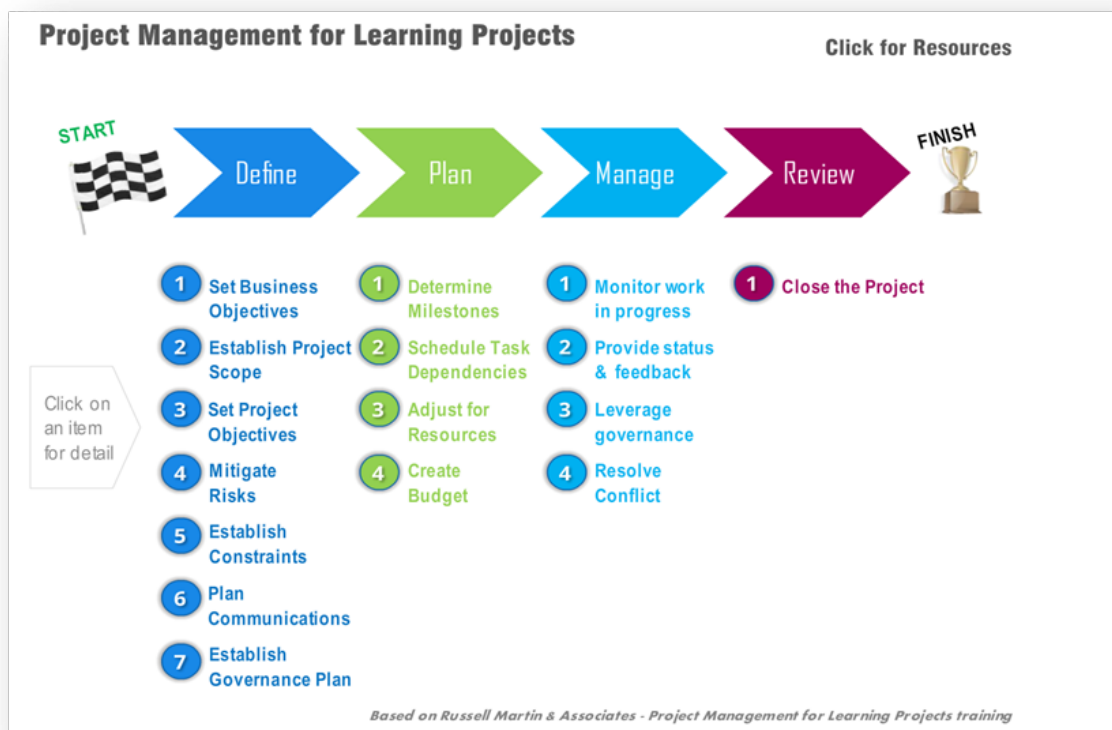 Project Management for Learning Projects
Click for Resources
START
Define
Plan
Manage
Review
FINISH
1 Set Business
Objectives
2 Establish Project
Scope
3 Set Project
Objectives
4 Mitigate
Risks
5 Establish
Constraints
6 Plan
Communications
7 Establish
Governance Plan
1 Determine
Milestones
2 Schedule Task
Dependencies
3 Adjust for
Resources
4 Create
Budget
1 Monitor work
in progress
2 Provide status
& feedback
3 Leverage
governance
4 Resolve
Conflict
1 Close the Project
Click on
an item
for detail
Based on Russell Martin & Associates - Project Management for Learning Projects training